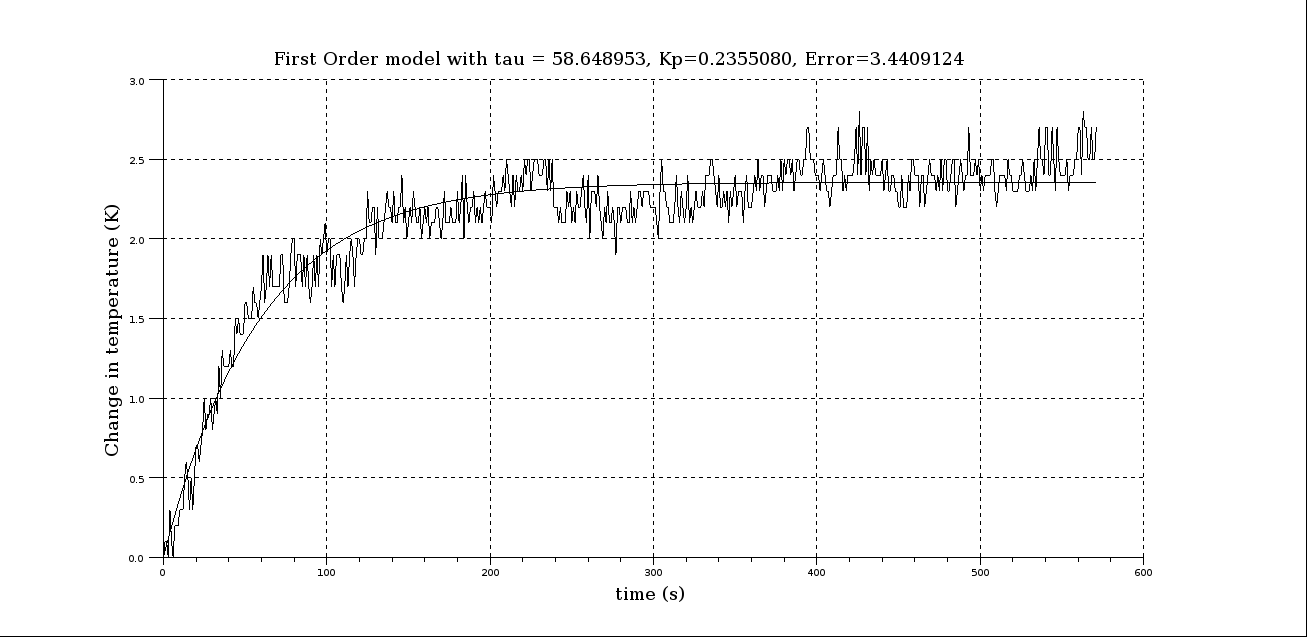 First Order model with tau = 58.648953, Kp=0.2355080, Error=3.4409124
3.0
2.5
2.0
1.5
1.0
0.5
0.0
Change in temperature (K)
0 100 200 300 400 500 600
time (s)